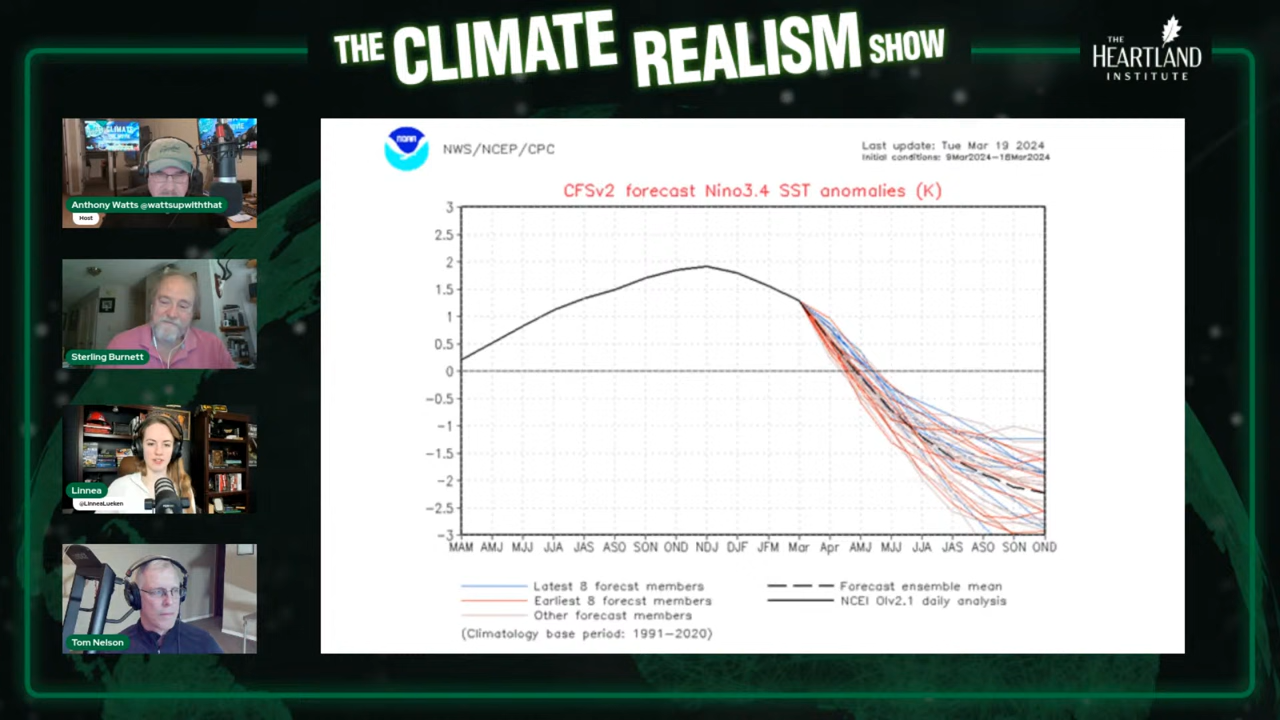 THE CLIMATE REALISM SHOW
THE
HEARTLAND
INSTITUTE
Anthony Watts @wattsupwiththat
Host
Sterling Burnett
Linnea
@LinneaLueken
Tom Nelson
NOAA
NWS/NCEP/CPC
Last update: Tue Mar 19 2024
Initial conditions: 9Mar2024-18Mar2024
CFSv2 forecast Nino3.4 SST anomalies (K)
3
2.5
2
1.5
1
0.5
0
-0.5
-1
-1.5
-2
-2.5
-3
MAM AMJ MJJ JJA JAS ASO SON OND NDJ DJF JFM Mar Apr AMJ MJJ JJA JAS ASO SON OND
Latest 8 forecst members
Earliest 8 forecst members
Other forecast members
(Climatology base period: 1991-2020)
Forecast ensemble mean
NCEI OIv2.1 daily analysis